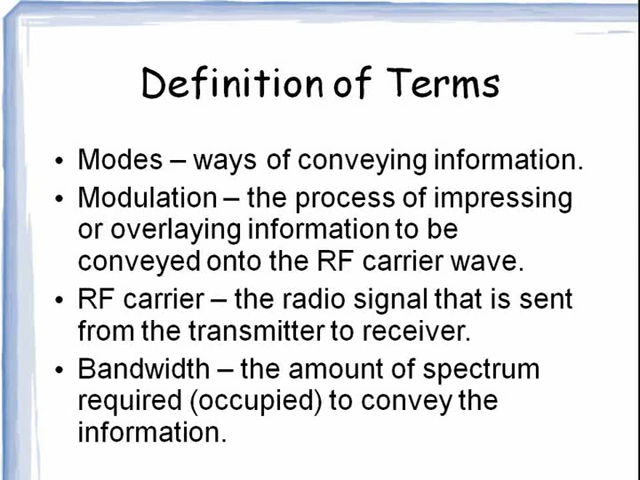 Definition of Terms
• Modes – ways of conveying information.
• Modulation – the process of impressing
or overlaying information to be
conveyed onto the RF carrier wave.
• RF carrier – the radio signal that is sent
from the transmitter to receiver.
• Bandwidth – the amount of spectrum
required (occupied) to convey the
information.